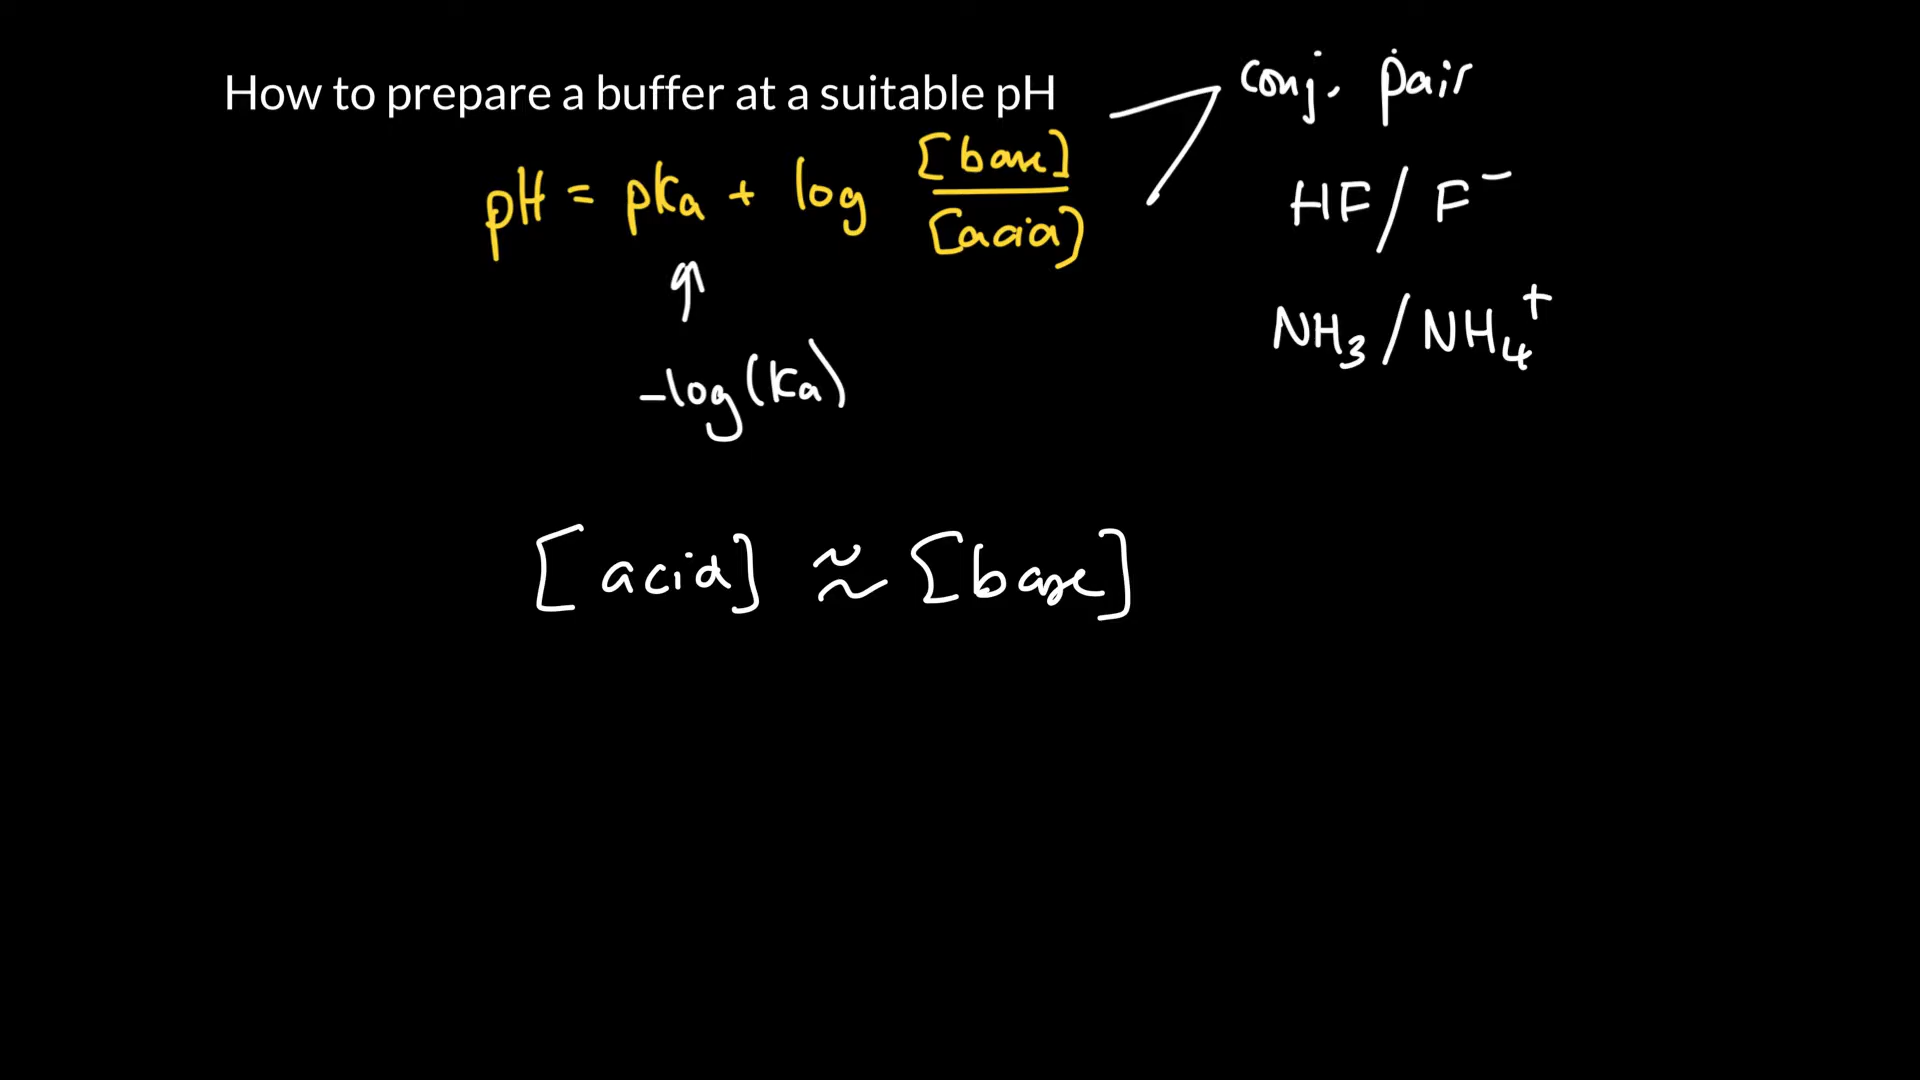 How to prepare a buffer at a suitable pH
conj. pair
pH = pKa + log [base] / [acid]
HF / F⁻
NH₃ / NH₄⁺
-log(Ka)
[acid] ≈ [base]